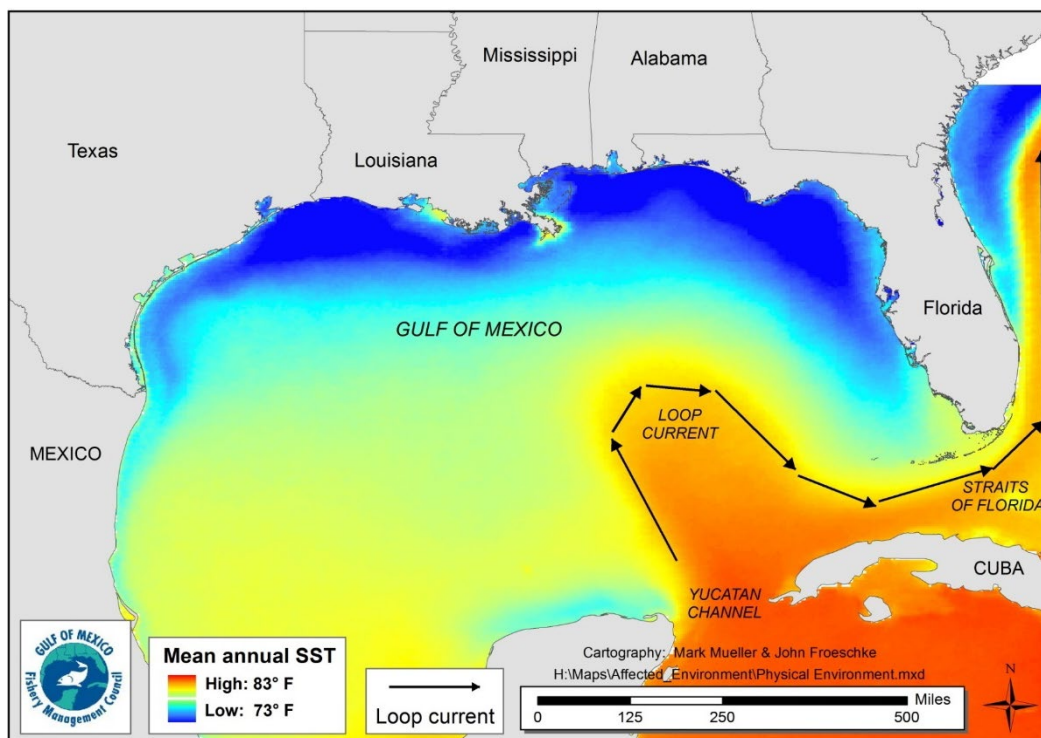 Mississippi
Alabama
Texas
Louisiana
GULF OF MEXICO
Florida
LOOP
CURRENT
MEXICO
STRAITS
OF FLORIDA
CUBA
YUCATAN
CHANNEL
GULF OF MEXICO
Fishery Management Council
Mean annual SST
High: 83° F
Low: 73° F
Loop current
Cartography: Mark Mueller & John Froeschke
H:\Maps\Affected_Environment\Physical Environment.mxd
Miles
0 125 250 500
N